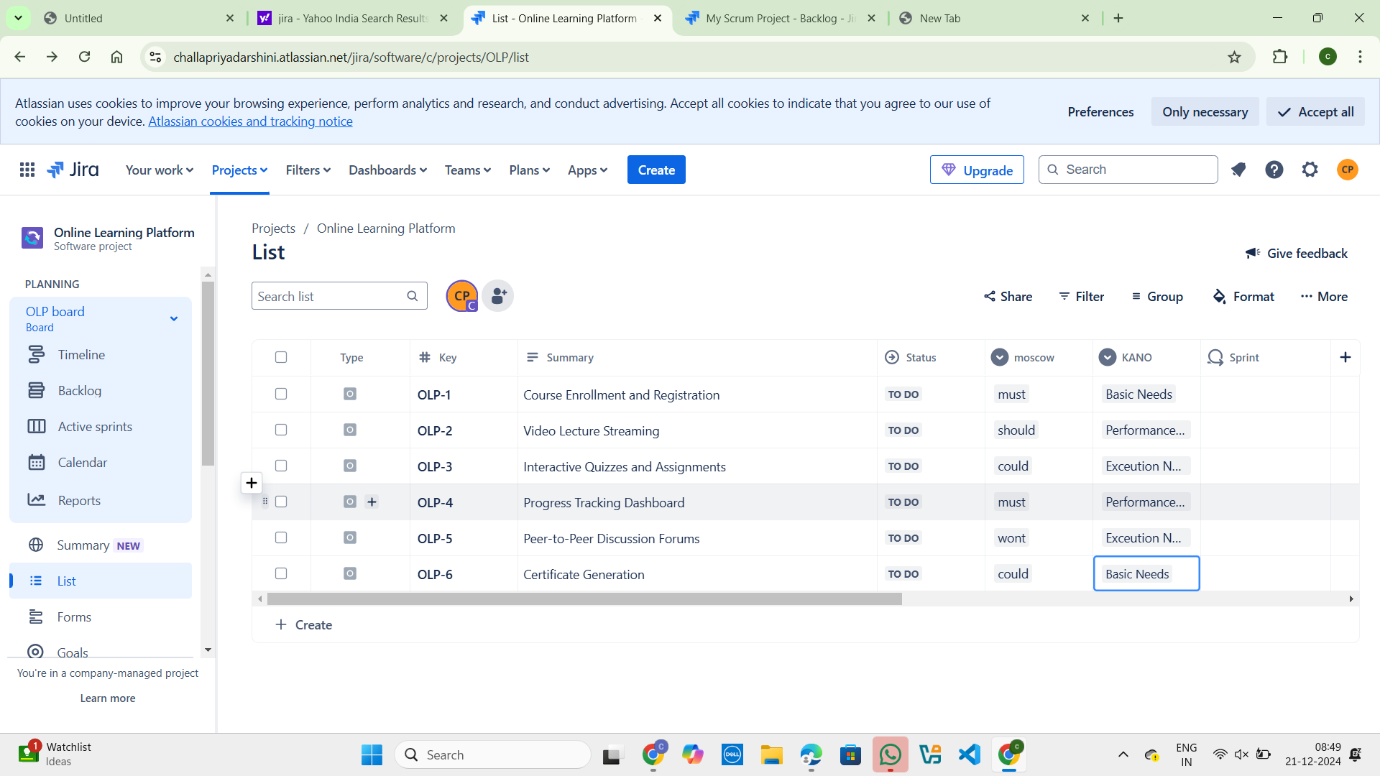 Untitled
jira - Yahoo India Search Results
List - Online Learning Platform
My Scrum Project - Backlog - Ji
New Tab
challapriyadarshini.atlassian.net/jira/software/c/projects/OLP/list
C
Atlassian uses cookies to improve your browsing experience, perform analytics and research, and conduct advertising. Accept all cookies to indicate that you agree to our use of
cookies on your device. Atlassian cookies and tracking notice
Preferences
Only necessary
Accept all
Jira
Your work
Projects
Filters
Dashboards
Teams
Plans
Apps
Create
Upgrade
Search
CP
Online Learning Platform
Software project
PLANNING
OLP board
Board
Timeline
Backlog
Active sprints
Calendar
Reports
Summary NEW
List
Forms
Goals
You're in a company-managed project
Learn more
Projects / Online Learning Platform
List
Give feedback
Search list
CP
C
Share
Filter
Group
Format
More
Type Key Summary Status moscow KANO Sprint
OLP-1 Course Enrollment and Registration TO DO must Basic Needs
OLP-2 Video Lecture Streaming TO DO should Performance...
OLP-3 Interactive Quizzes and Assignments TO DO could Exceution N...
OLP-4 Progress Tracking Dashboard TO DO must Performance...
OLP-5 Peer-to-Peer Discussion Forums TO DO wont Exceution N...
OLP-6 Certificate Generation TO DO could Basic Needs
Create
1
Watchlist
Ideas
Search
C
DELL
C
ENG
IN
08:49
21-12-2024